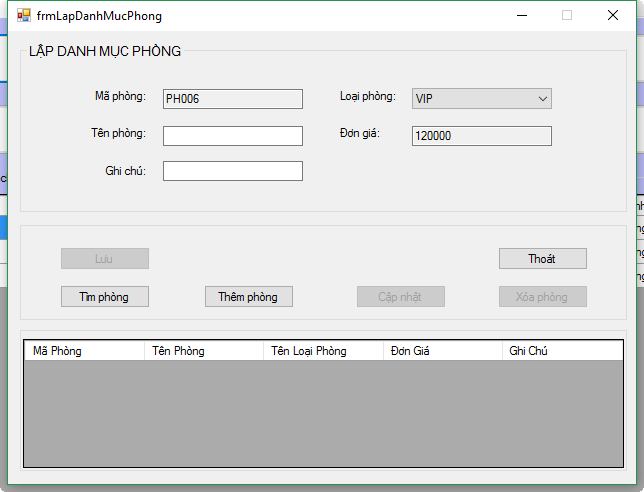 frmLapDanhMucPhong
LẬP DANH MỤC PHÒNG
Mã phòng: PH006 Loại phòng: VIP
Tên phòng: Đơn giá: 120000
Ghi chú:
Lưu Thoát
Tìm phòng Thêm phòng Cập nhật Xóa phòng
Mã Phòng Tên Phòng Tên Loại Phòng Đơn Giá Ghi Chú